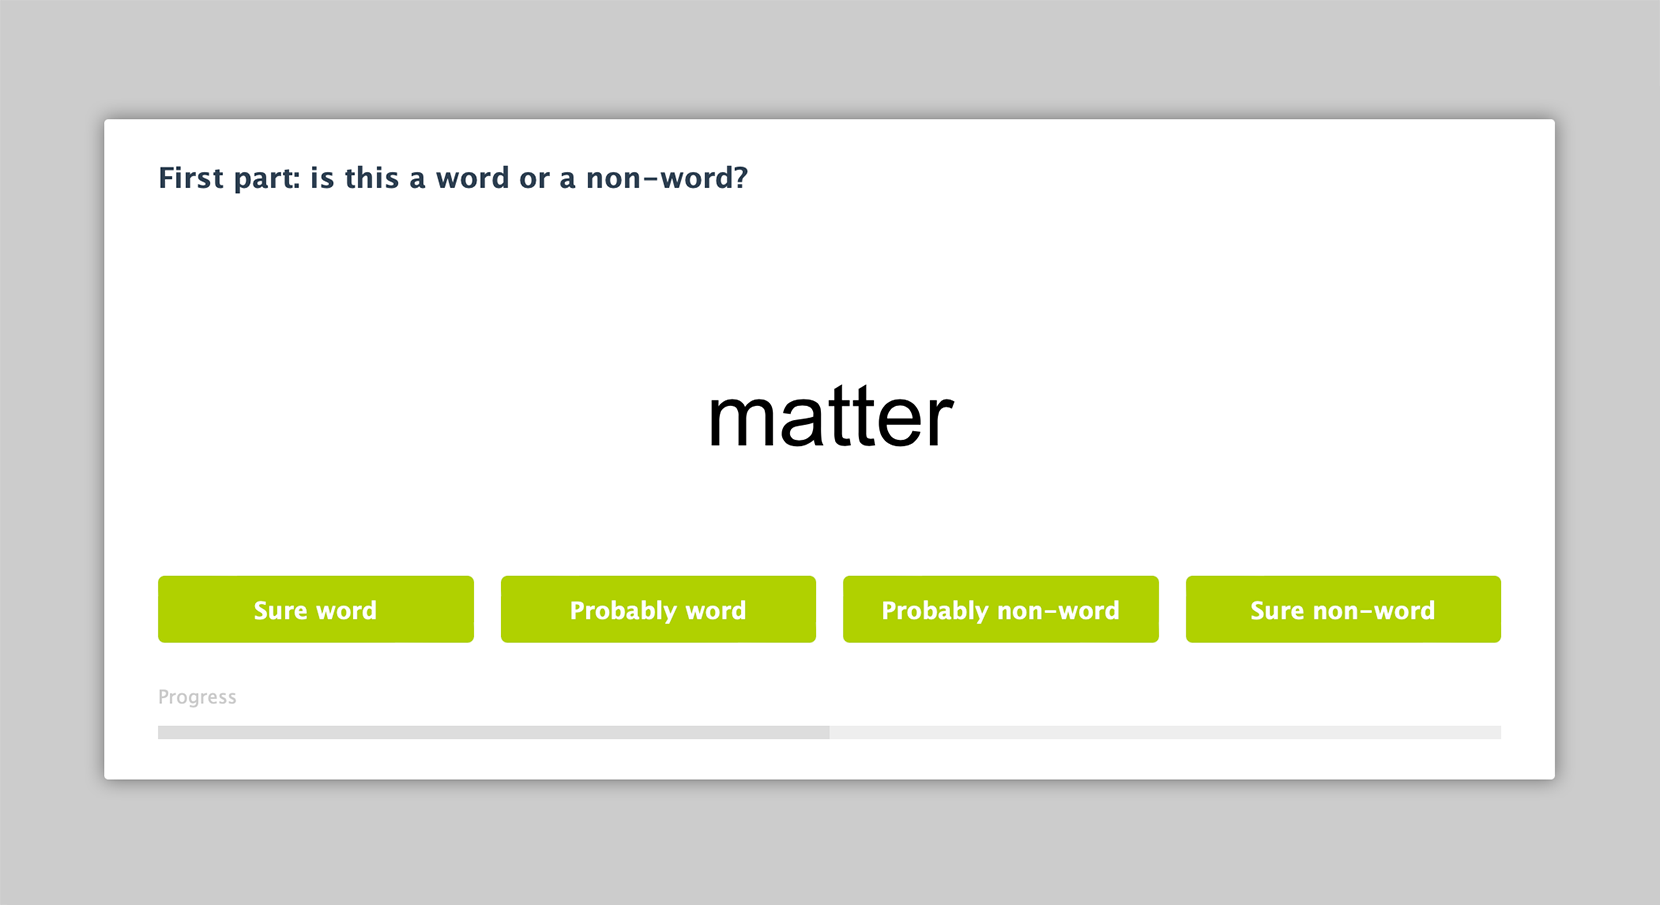 First part: is this a word or a non-word?
matter
Sure word
Probably word
Probably non-word
Sure non-word
Progress